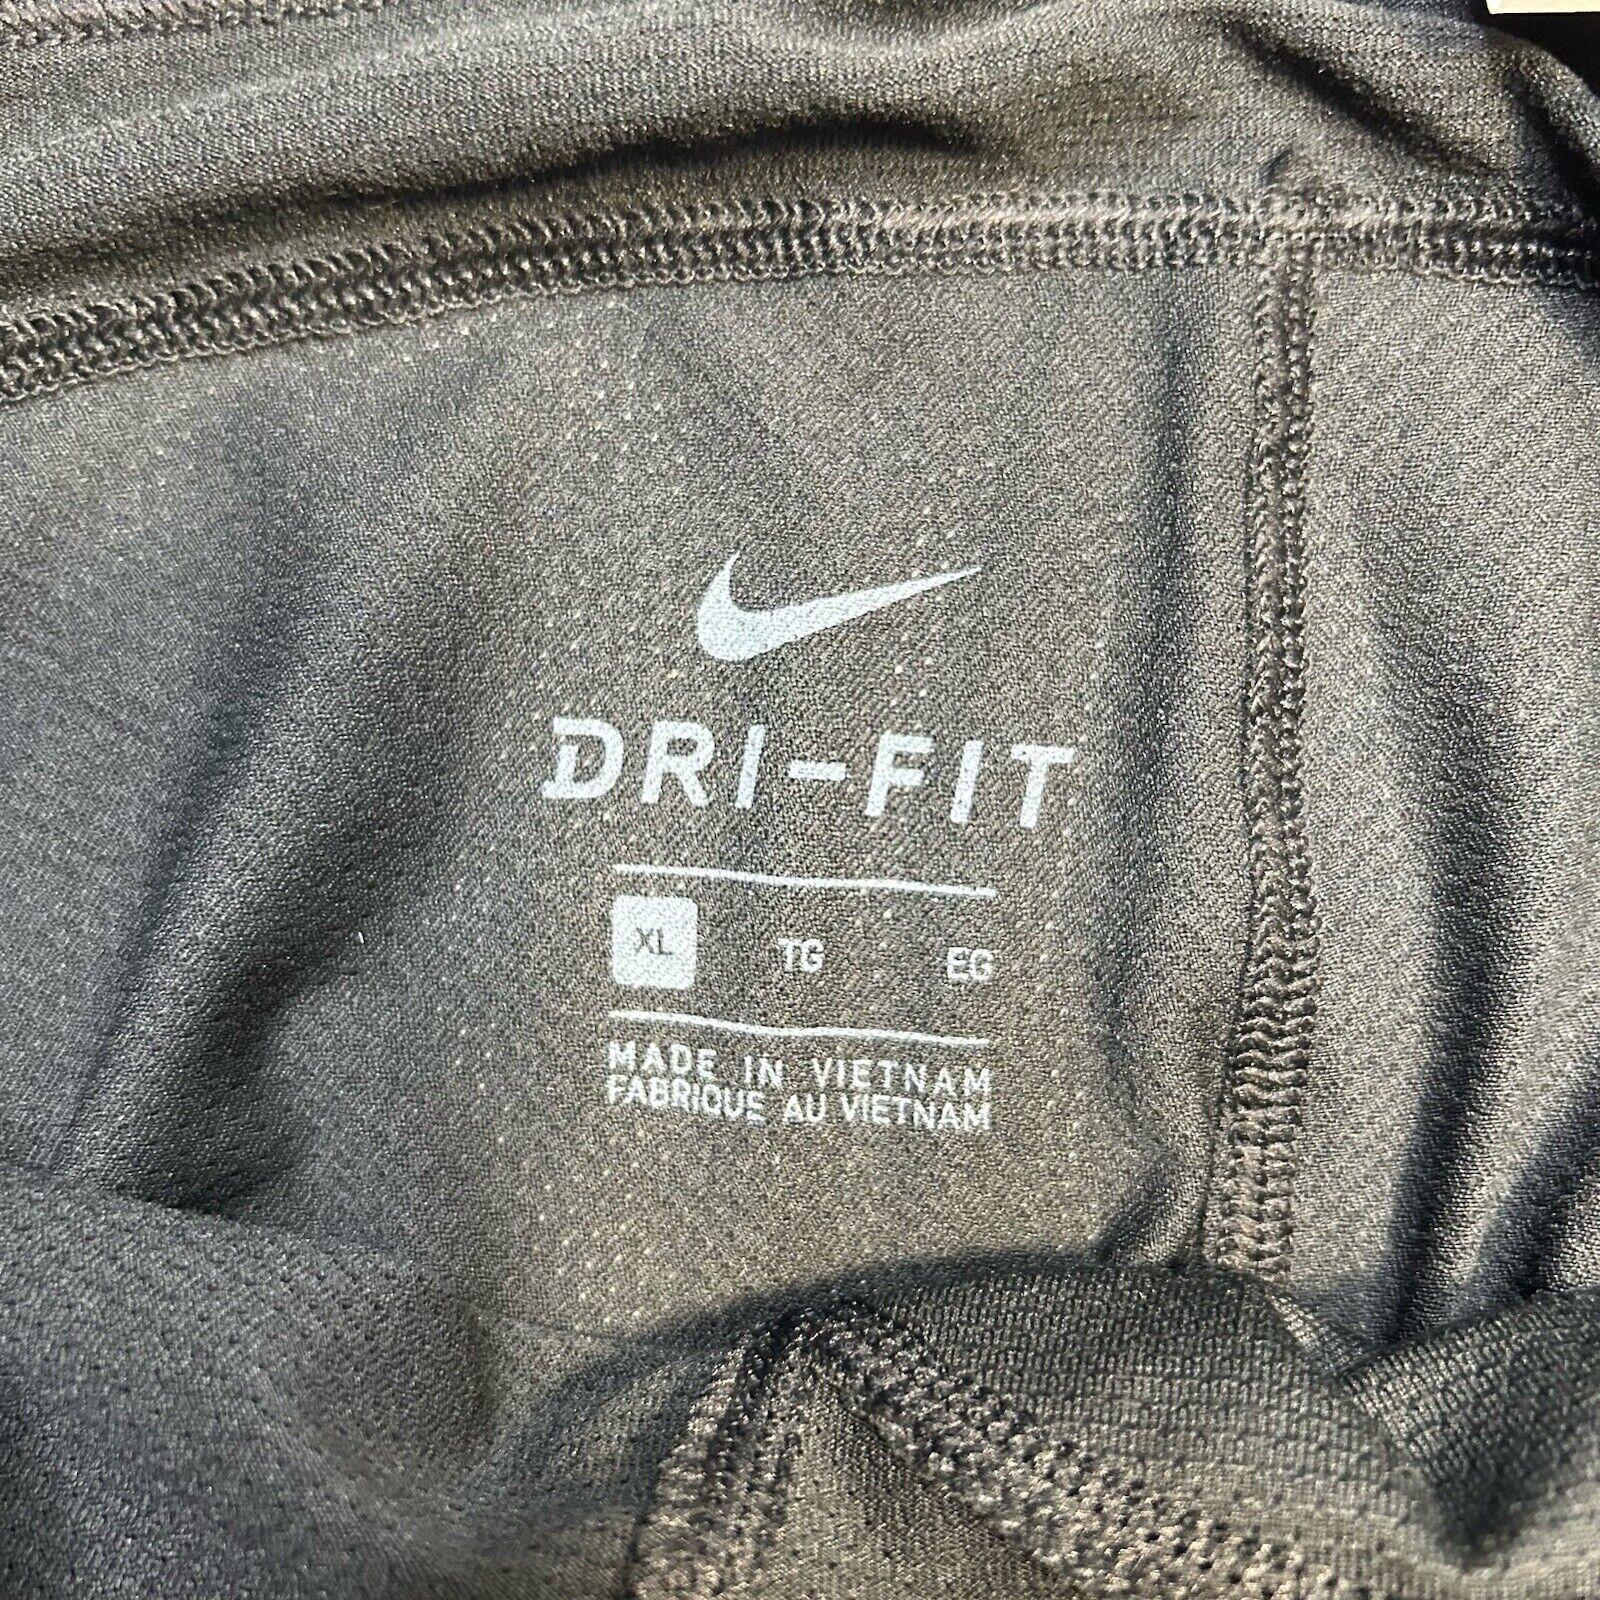 DRI-FIT
XL TG EG
MADE IN VIETNAM
FABRIQUE AU VIETNAM